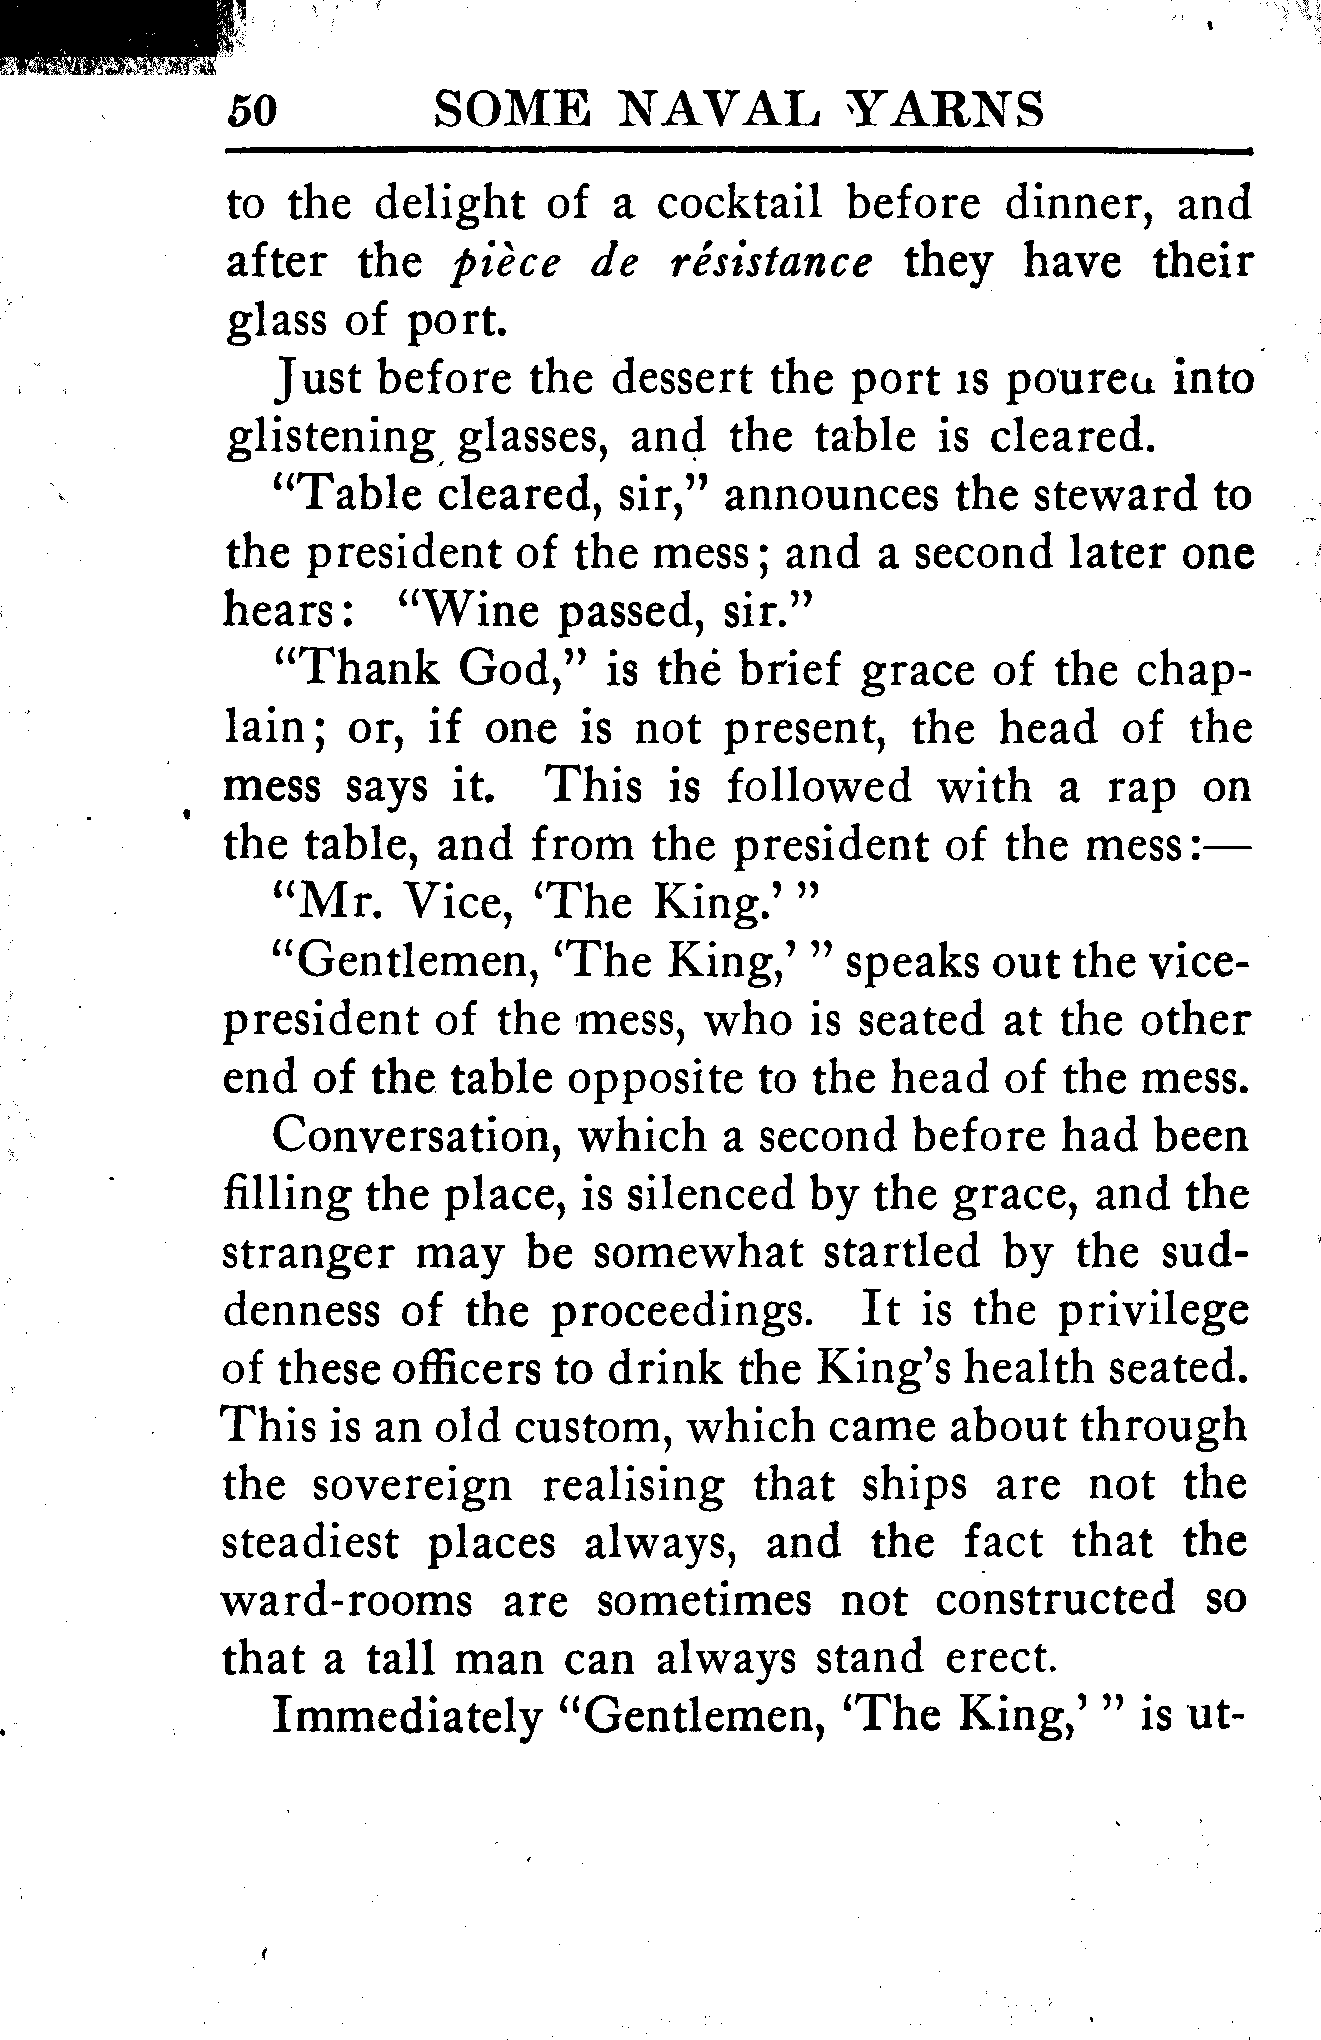 50 SOME NAVAL YARNS
to the delight of a cocktail before dinner, and
after the pièce de résistance they have their
glass of port.
Just before the dessert the port is poured into
glistening glasses, and the table is cleared.
“Table cleared, sir,” announces the steward to
the president of the mess; and a second later one
hears: “Wine passed, sir.”
“Thank God,” is the brief grace of the chap-
lain; or, if one is not present, the head of the
mess says it. This is followed with a rap on
the table, and from the president of the mess:—
“Mr. Vice, ‘The King.’ ”
“Gentlemen, ‘The King,’ ” speaks out the vice-
president of the mess, who is seated at the other
end of the table opposite to the head of the mess.
Conversation, which a second before had been
filling the place, is silenced by the grace, and the
stranger may be somewhat startled by the sud-
denness of the proceedings. It is the privilege
of these officers to drink the King’s health seated.
This is an old custom, which came about through
the sovereign realising that ships are not the
steadiest places always, and the fact that the
ward-rooms are sometimes not constructed so
that a tall man can always stand erect.
Immediately “Gentlemen, ‘The King,’ ” is ut-